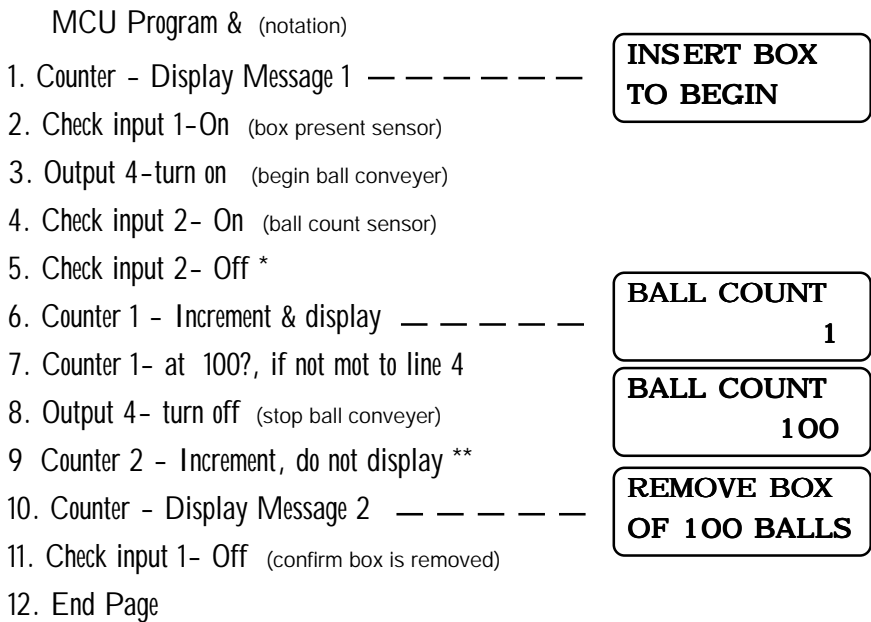 MCU Program & (notation)
1. Counter - Display Message 1 — — — — — —
INSERT BOX
TO BEGIN
2. Check input 1-On (box present sensor)
3. Output 4-turn on (begin ball conveyer)
4. Check input 2- On (ball count sensor)
5. Check input 2- Off *
6. Counter 1 - Increment & display — — — — —
BALL COUNT
1
7. Counter 1- at 100?, if not mot to line 4
8. Output 4- turn off (stop ball conveyer)
BALL COUNT
100
9 Counter 2 - Increment, do not display **
10. Counter - Display Message 2 — — — — —
REMOVE BOX
OF 100 BALLS
11. Check input 1- Off (confirm box is removed)
12. End Page